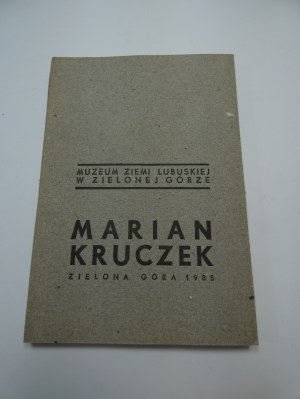 MUZEUM ZIEMI LUBUSKIEJ
W ZIELONEJ GÓRZE
MARIAN
KRUCZEK
ZIELONA GÓRA 1985